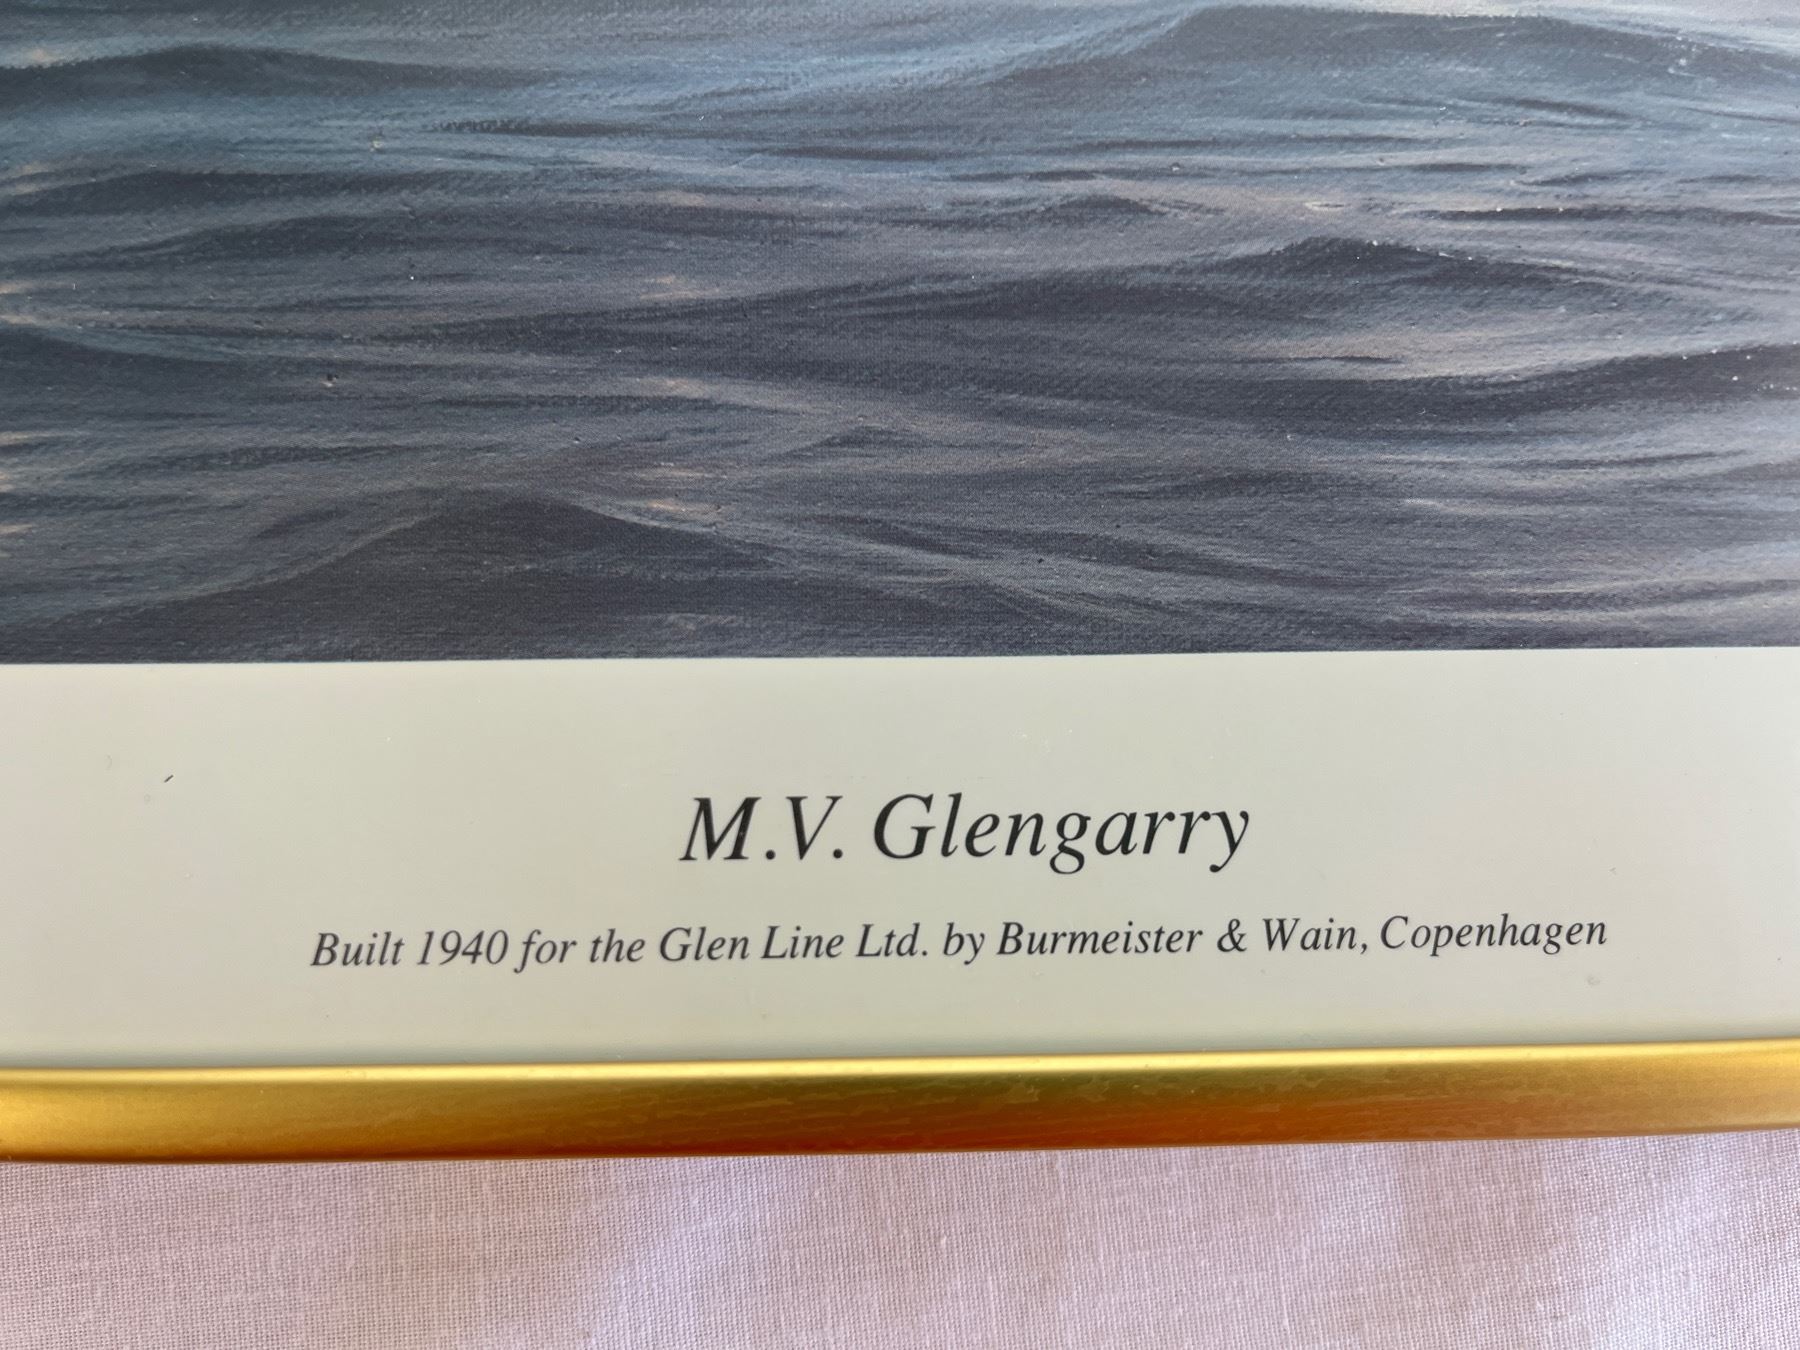 M.V. Glengarry
Built 1940 for the Glen Line Ltd. by Burmeister & Wain, Copenhagen